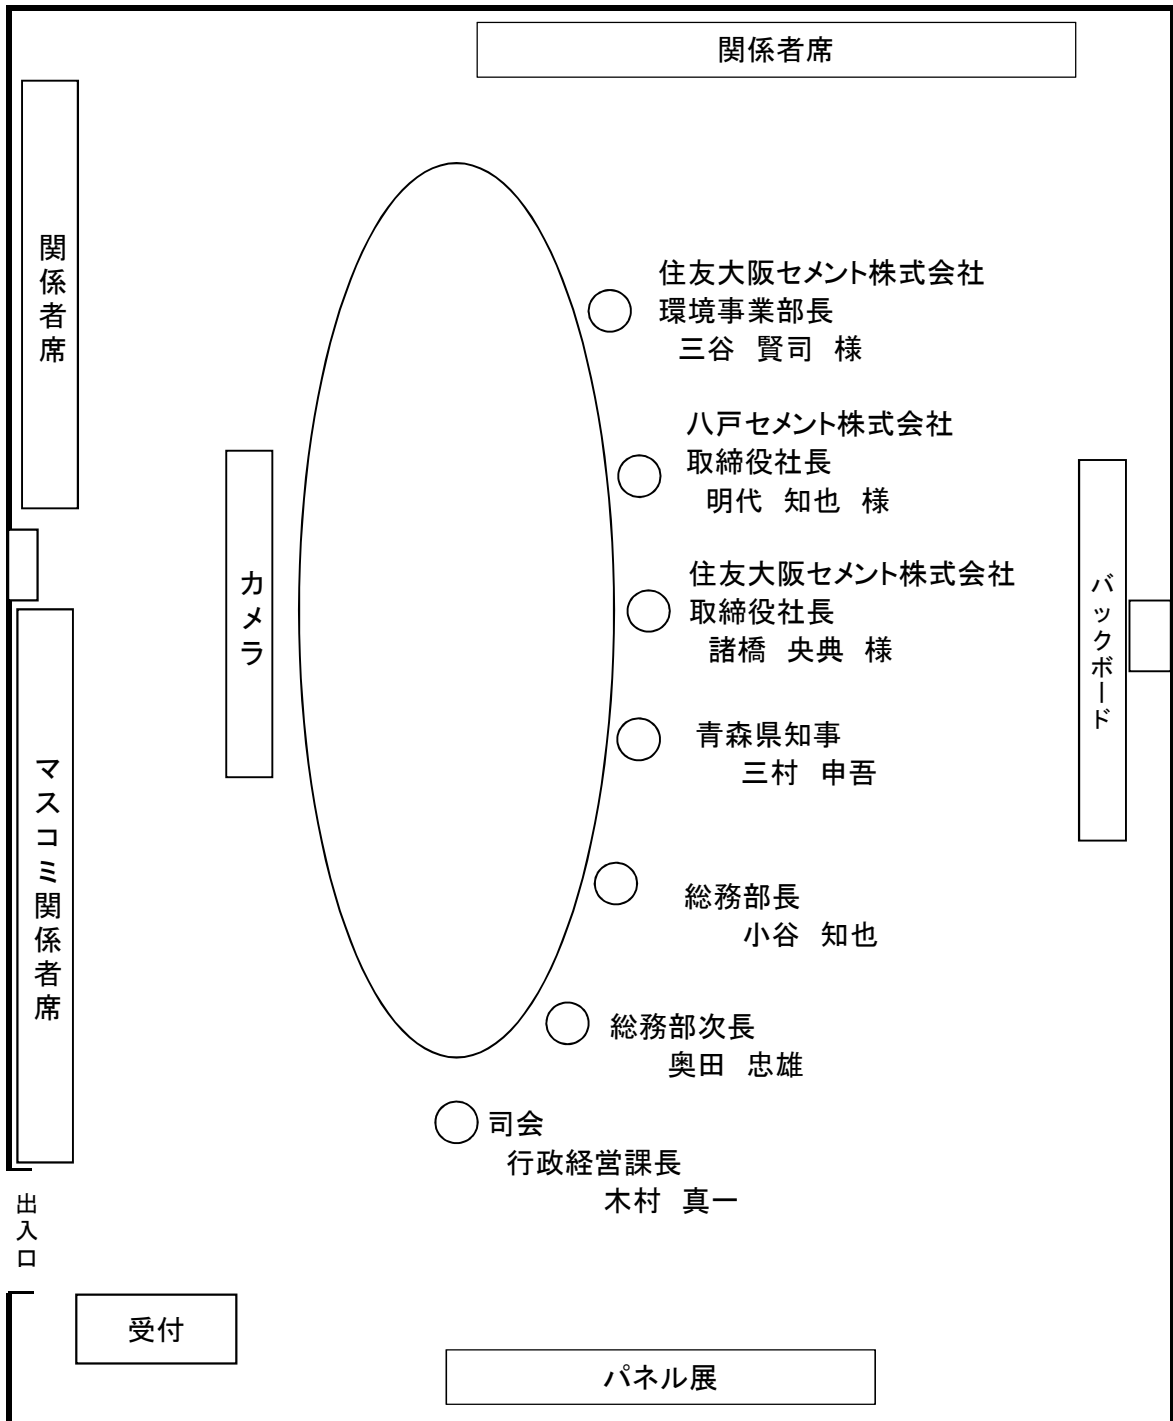 関係者席
関係者席
住友大阪セメント株式会社
環境事業部長
三谷　賢司　様
八戸セメント株式会社
取締役社長
明代　知也　様
カメラ
住友大阪セメント株式会社
取締役社長
諸橋　央典　様
バックボード
マスコミ関係者席
青森県知事
三村　申吾
総務部長
小谷　知也
総務部次長
奥田　忠雄
司会
行政経営課長
木村　真一
出入口
受付
パネル展